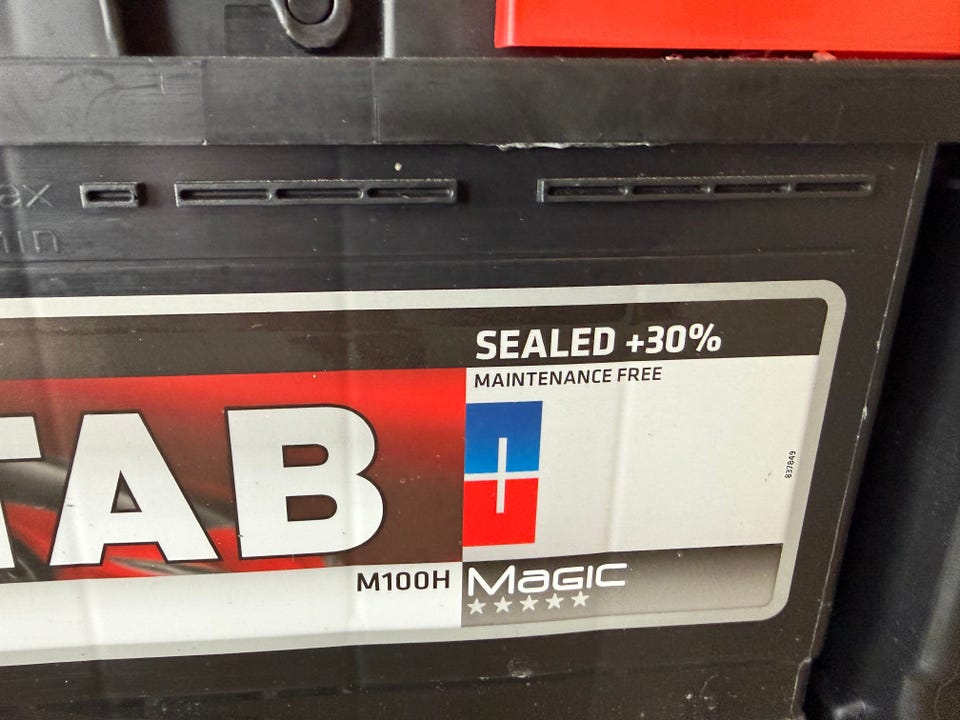 SEALED +30%
MAINTENANCE FREE
TAB
837849
M100H
MAGIC